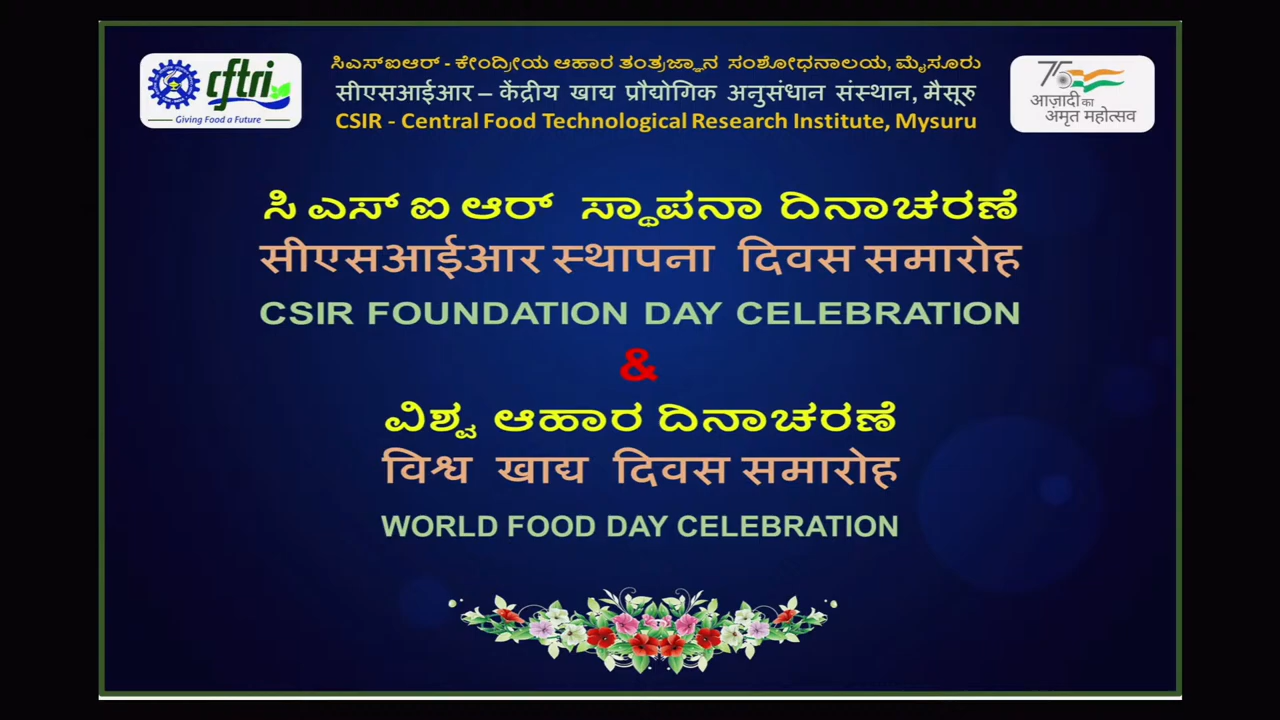 cftri
Giving Food a Future
ಸಿಎಸ್ಐಆರ್ - ಕೇಂದ್ರೀಯ ಆಹಾರ ತಂತ್ರಜ್ಞಾನ ಸಂಶೋಧನಾಲಯ, ಮೈಸೂರು
सीएसआईआर – केंद्रीय खाद्य प्रौद्योगिक अनुसंधान संस्थान, मैसूरु
CSIR - Central Food Technological Research Institute, Mysuru
75
आज़ादी का
अमृत महोत्सव
ಸಿ ಎಸ್ ಐ ಆರ್ ಸ್ಥಾಪನಾ ದಿನಾಚರಣೆ
सीएसआईआर स्थापना दिवस समारोह
CSIR FOUNDATION DAY CELEBRATION
&
ವಿಶ್ವ ಆಹಾರ ದಿನಾಚರಣೆ
विश्व खाद्य दिवस समारोह
WORLD FOOD DAY CELEBRATION